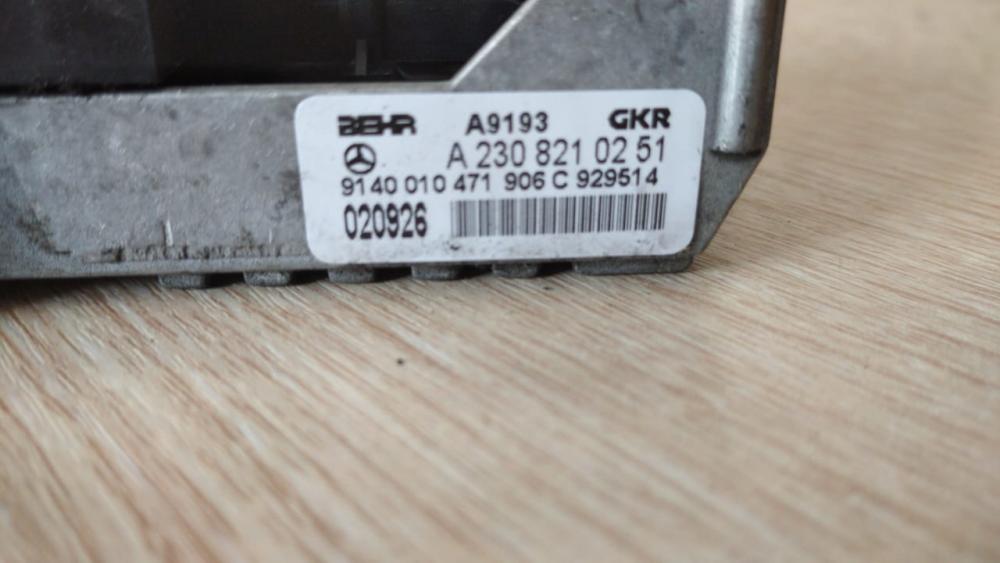 BEHR A9193 GKR
A 230 821 02 51
9140 010 471 906 C 929514
020926